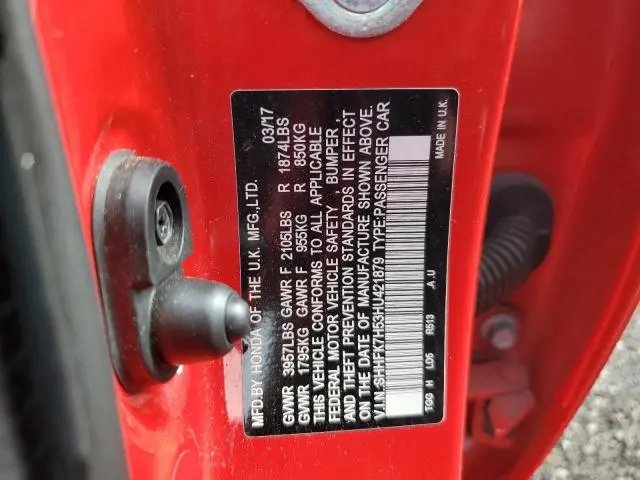 MFD.BY HONDA OF THE U.K. MFG.,LTD. 03/17
GVWR 3957LBS GAWR F 2105LBS R 1874LBS
GVWR 1795KG GAWR F 955KG R 850KG
THIS VEHICLE CONFORMS TO ALL APPLICABLE
FEDERAL MOTOR VEHICLE SAFETY , BUMPER ,
AND THEFT PREVENTION STANDARDS IN EFFECT
ON THE DATE OF MANUFACTURE SHOWN ABOVE.
V.I.N.:SHHFK7H53HU421879 TYPE:PASSENGER CAR
H LD5 R513 .A .U MADE IN U.K.